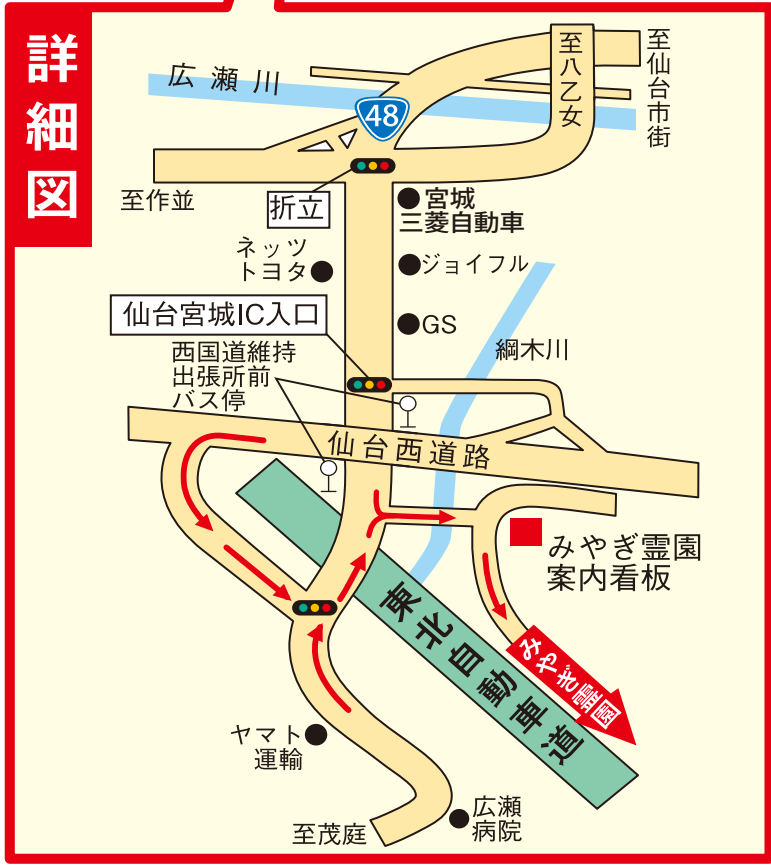 詳細図
広瀬川
48
至八乙女
至仙台市街
至作並
折立
宮城
三菱自動車
ネッツ
トヨタ
ジョイフル
仙台宮城IC入口
GS
西国道維持
出張所前
バス停
綱木川
仙台西道路
みやぎ霊園
案内看板
東北自動車道
みやぎ霊園
ヤマト
運輸
至茂庭
広瀬
病院